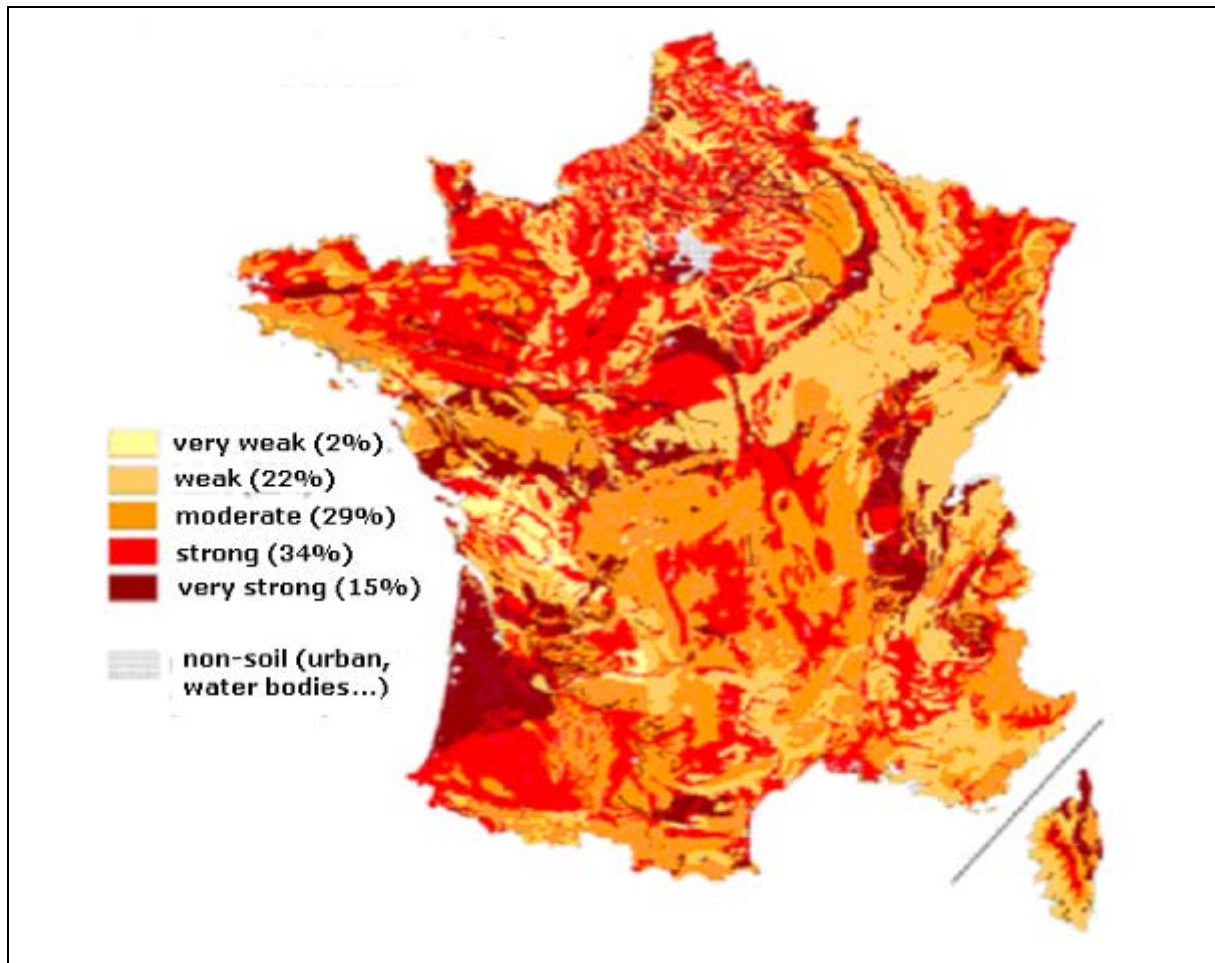 very weak (2%)
weak (22%)
moderate (29%)
strong (34%)
very strong (15%)
non-soil (urban,
water bodies...)